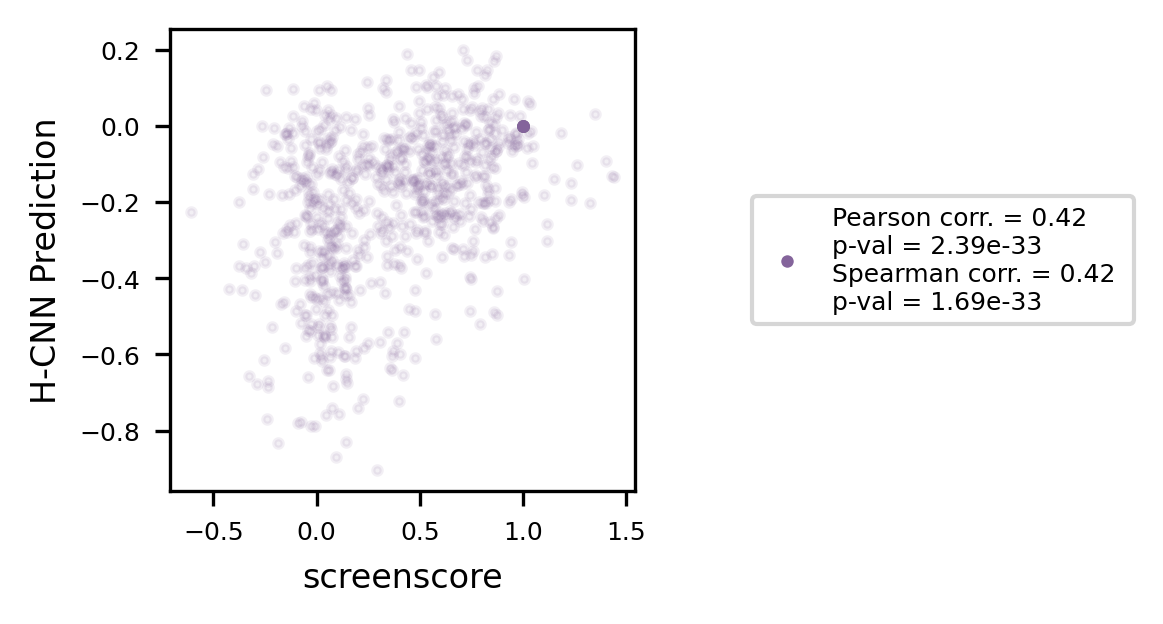 0.2
0.0
−0.2
−0.4
−0.6
−0.8
H-CNN Prediction
−0.5
0.0
0.5
1.0
1.5
screenscore
Pearson corr. = 0.42
p-val = 2.39e-33
Spearman corr. = 0.42
p-val = 1.69e-33